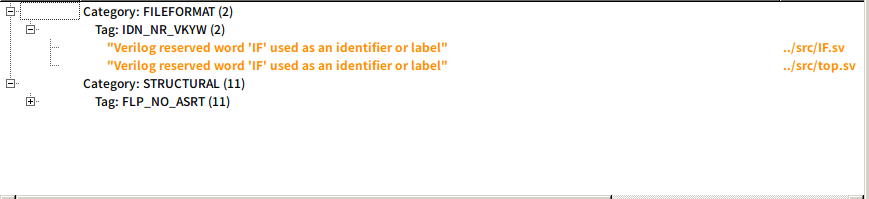 Category: FILEFORMAT (2)
Tag: IDN_NR_VKYW (2)
"Verilog reserved word 'IF' used as an identifier or label" ../src/IF.sv
"Verilog reserved word 'IF' used as an identifier or label" ../src/top.sv
Category: STRUCTURAL (11)
Tag: FLP_NO_ASRT (11)